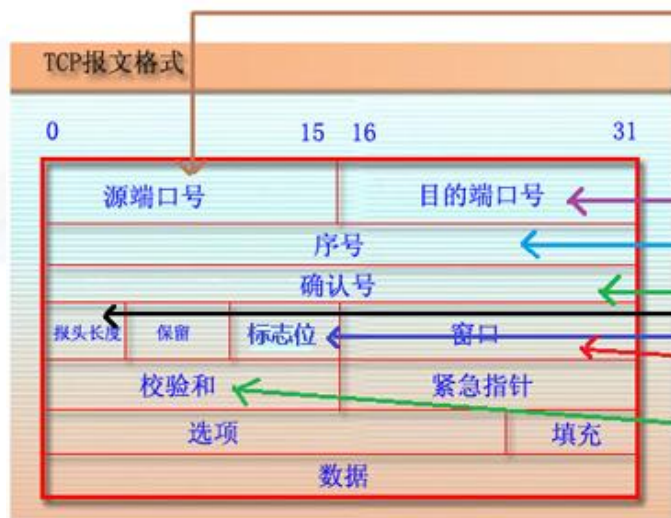 TCP报文格式
0 15 16 31
源端口号 目的端口号
序号
确认号
报头长度 保留 标志位 窗口
校验和 紧急指针
选项 填充
数据